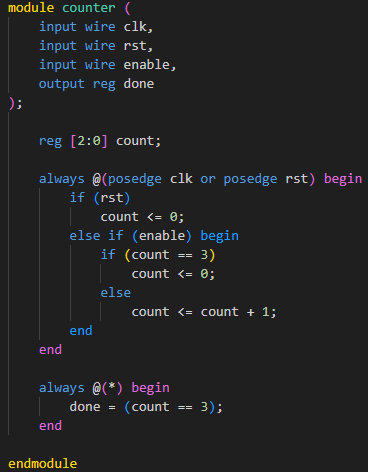 module counter (
    input wire clk,
    input wire rst,
    input wire enable,
    output reg done
);

    reg [2:0] count;

    always @(posedge clk or posedge rst) begin
        if (rst)
            count <= 0;
        else if (enable) begin
            if (count == 3)
                count <= 0;
            else
                count <= count + 1;
        end
    end

    always @(*) begin
        done = (count == 3);
    end

endmodule